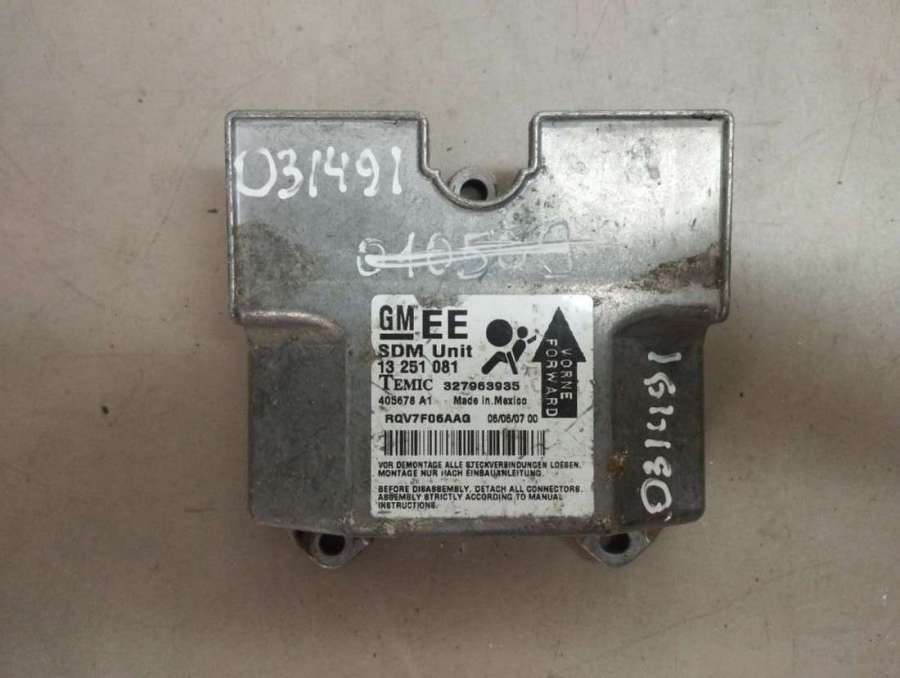 031491
GM EE
SDM Unit
13 251 081
TEMIC 327963935
405678 A1 Made in Mexico
RQV7F06AAG 06/06/07 00
VORNE
FORWARD
VOR DEMONTAGE ALLE STECKVERBINDUNGEN LOESEN.
MONTAGE NUR NACH EINBAUANLEITUNG.
BEFORE DISASSEMBLY, DETACH ALL CONNECTORS.
ASSEMBLY STRICTLY ACCORDING TO MANUAL
INSTRUCTIONS.
031491